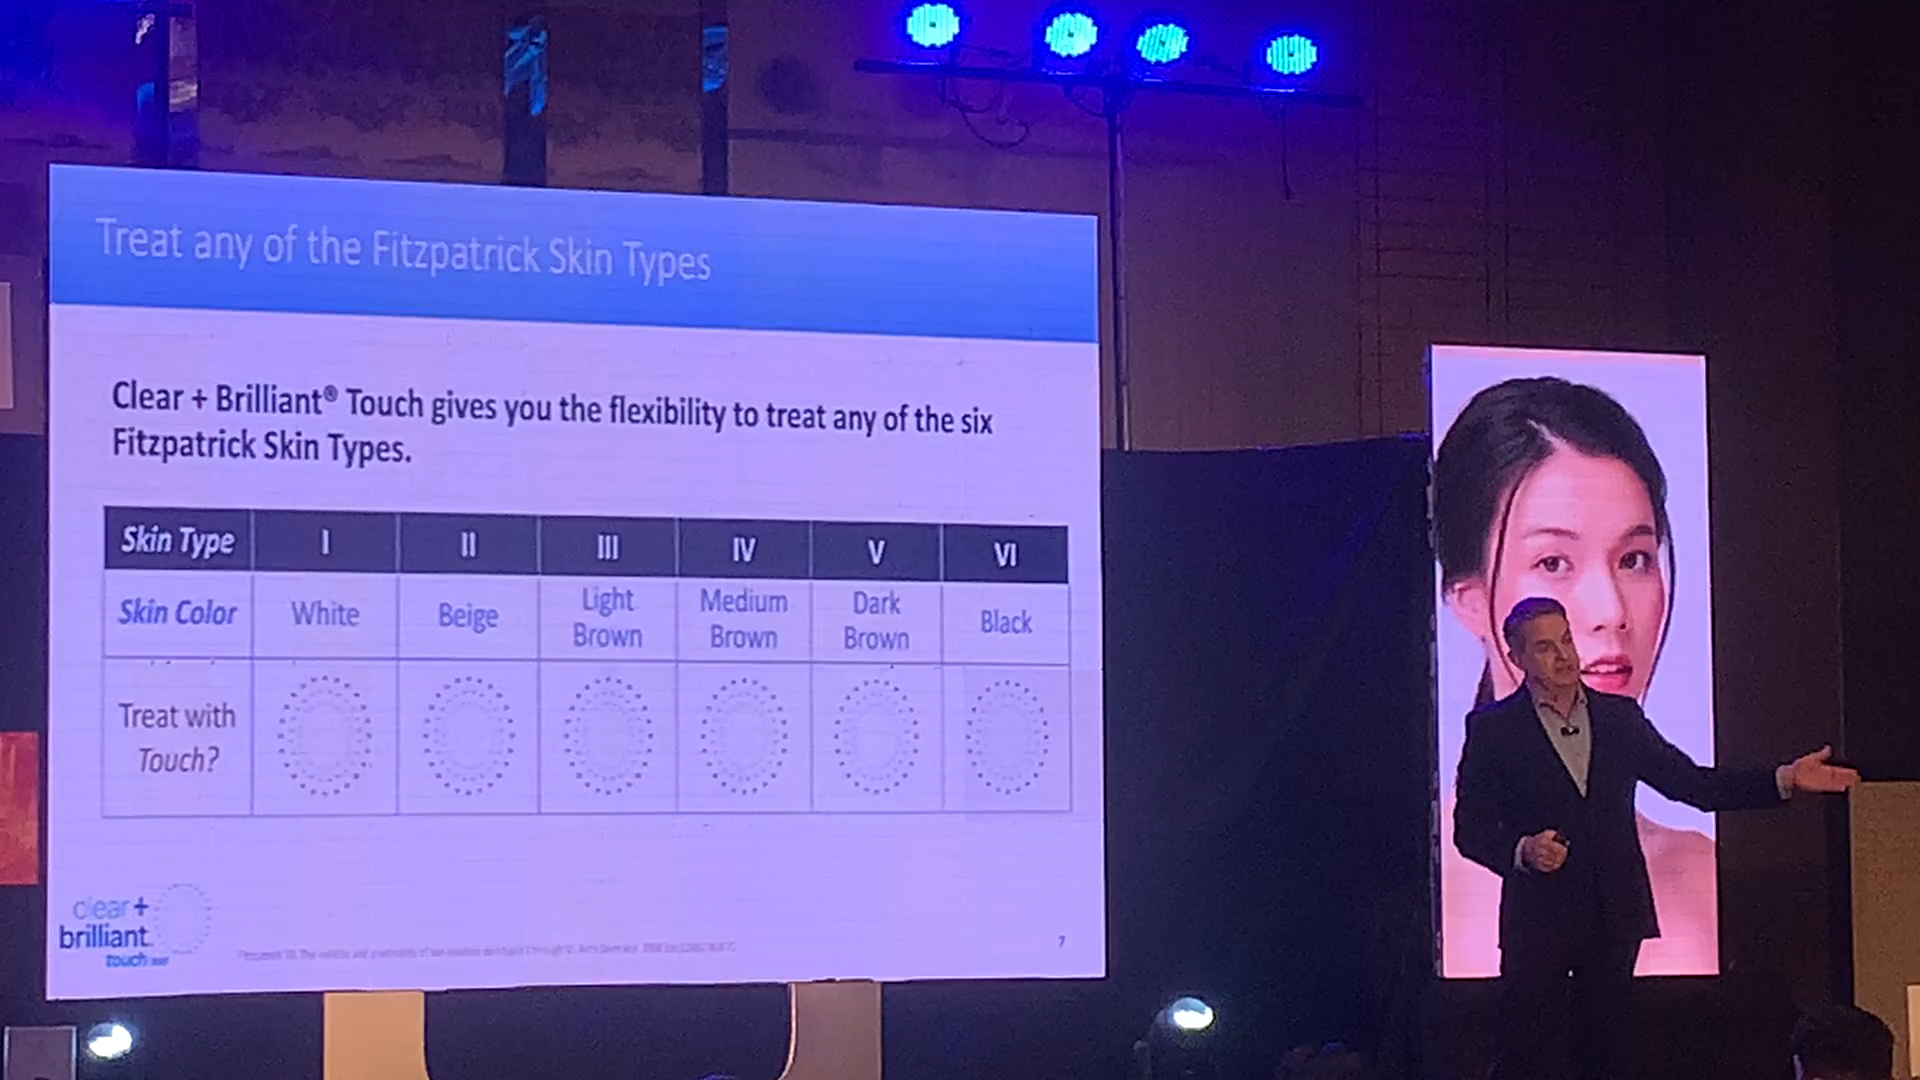 Treat any of the Fitzpatrick Skin Types
Clear + Brilliant® Touch gives you the flexibility to treat any of the six
Fitzpatrick Skin Types.
Skin Type I II III IV V VI
Skin Color White Beige Light Brown Medium Brown Dark Brown Black
Treat with
Touch?
clear +
brilliant
touch
7